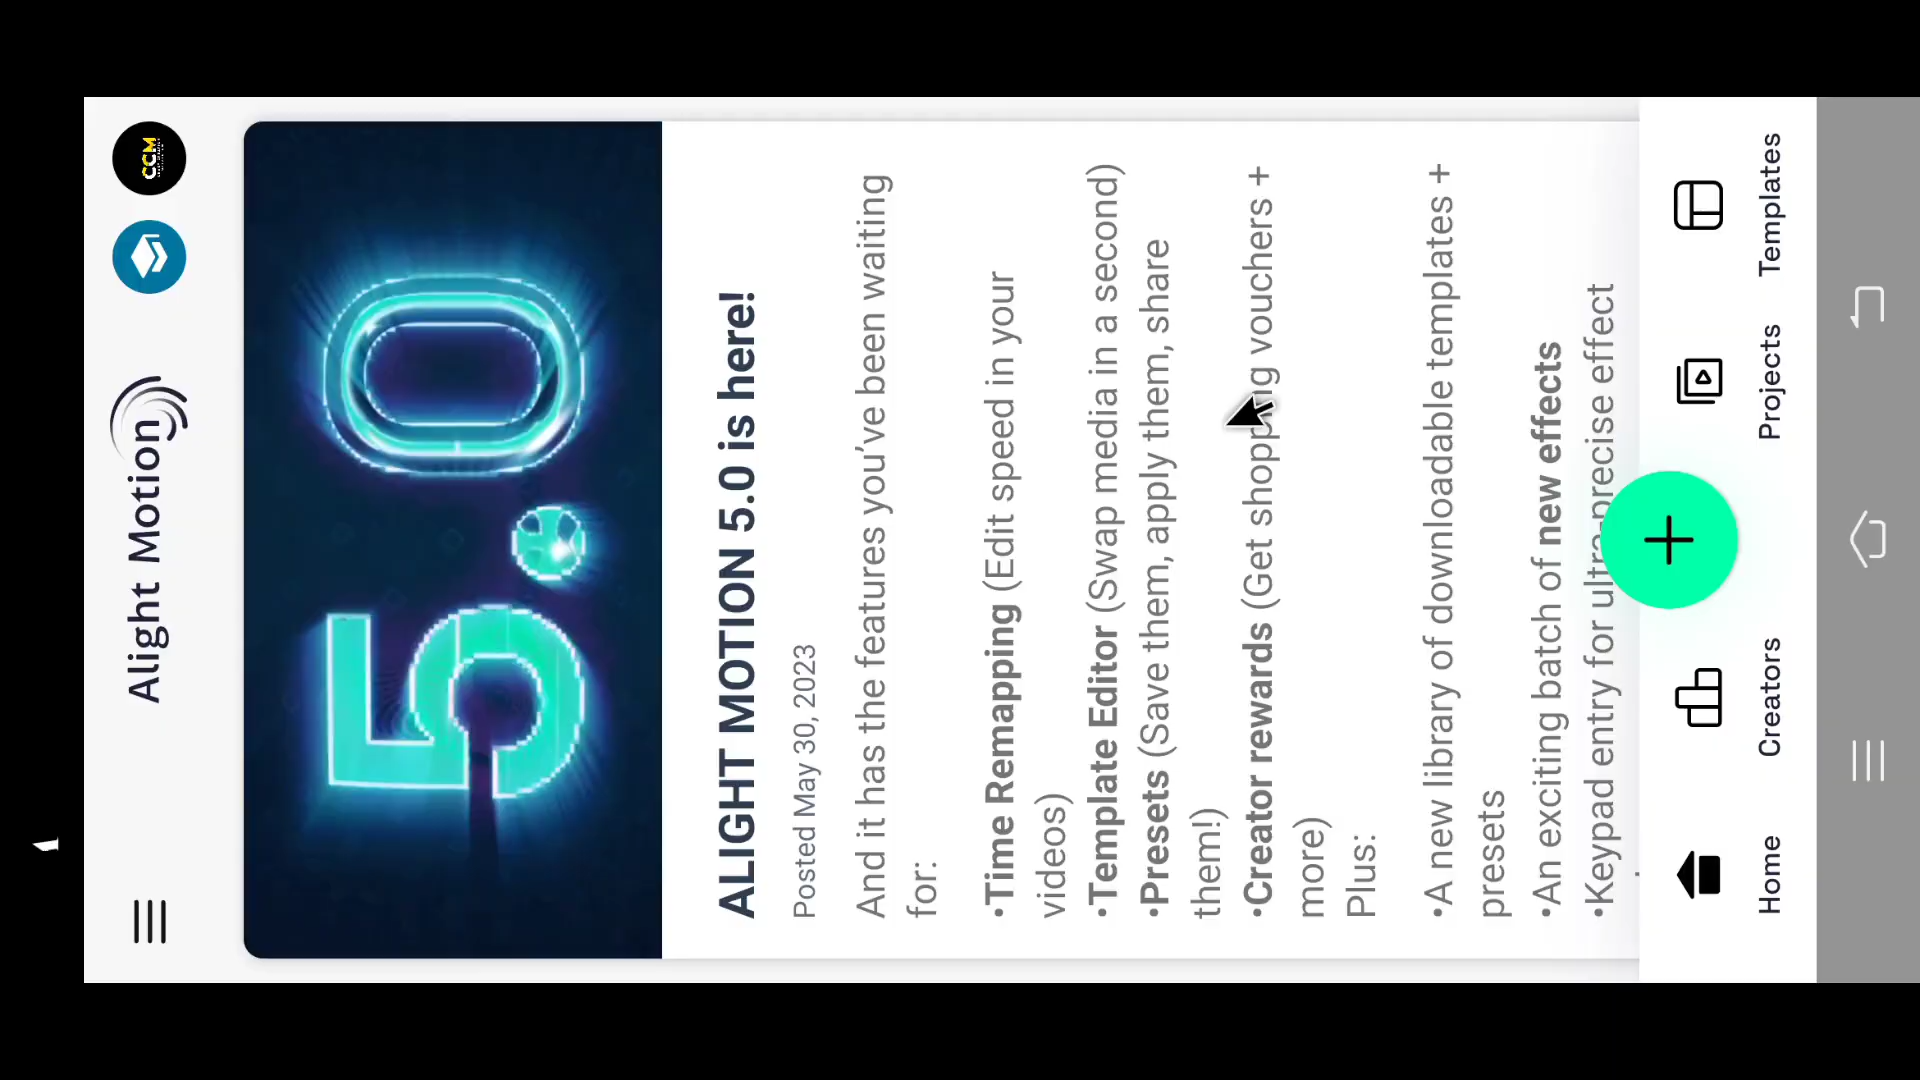 Alight Motion
CCM
5.0
ALIGHT MOTION 5.0 is here!
Posted May 30, 2023
And it has the features you've been waiting
for:
•Time Remapping (Edit speed in your
videos)
•Template Editor (Swap media in a second)
•Presets (Save them, apply them, share
them!)
•Creator rewards (Get shopping vouchers +
more)
Plus:
•A new library of downloadable templates +
presets
•An exciting batch of new effects
•Keypad entry for ultra-precise effect
Home
Creators
Projects
Templates